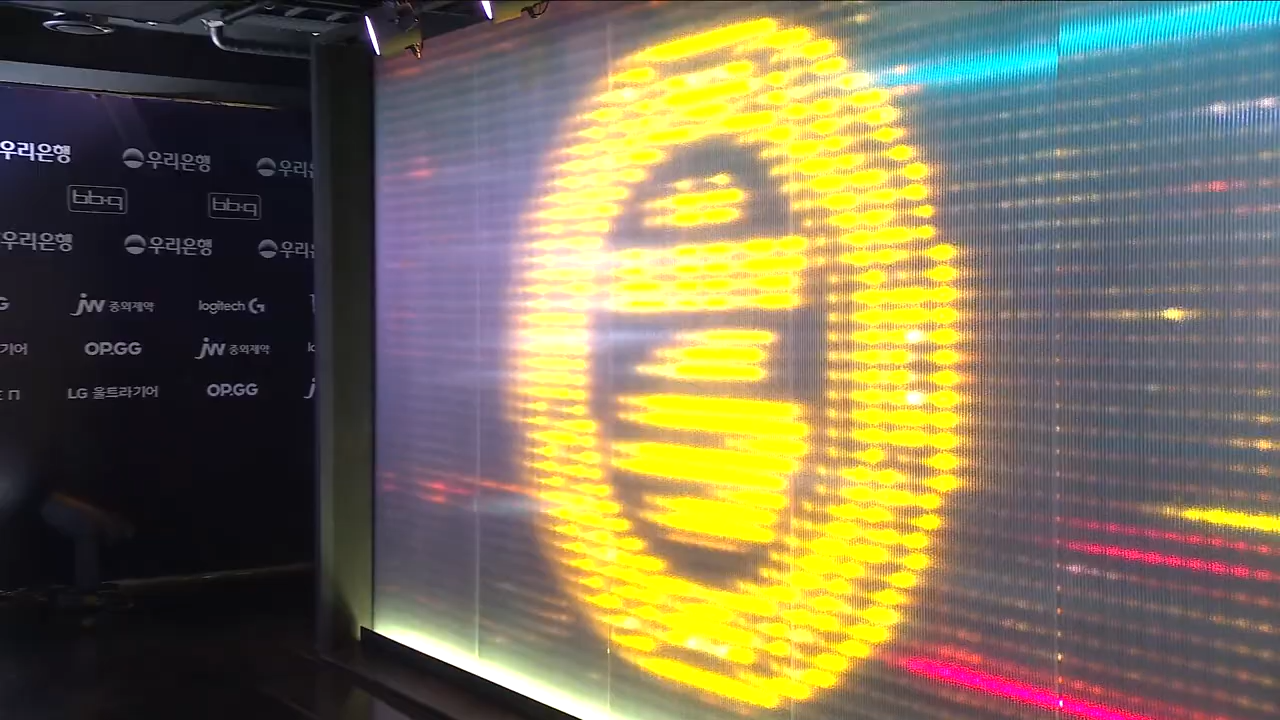 우리은행 우리은행 우리은
bb.q bb.q
우리은행 우리은행 우리은
G jw 중외제약 logitech G
기어 OP.GG jw 중외제약
LG 울트라기어 OP.GG